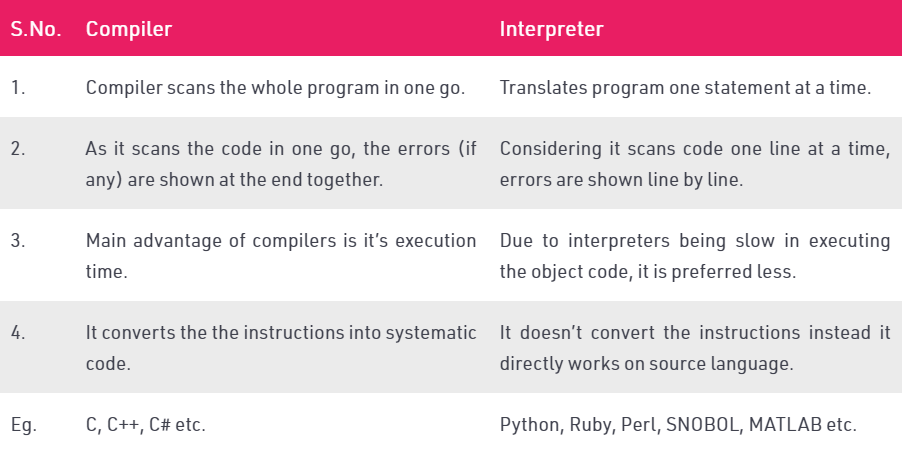 S.No. Compiler Interpreter
1. Compiler scans the whole program in one go. Translates program one statement at a time.
2. As it scans the code in one go, the errors (if Considering it scans code one line at a time,
any) are shown at the end together. errors are shown line by line.
3. Main advantage of compilers is it’s execution Due to interpreters being slow in executing
time. the object code, it is preferred less.
4. It converts the the instructions into systematic It doesn’t convert the instructions instead it
code. directly works on source language.
Eg. C, C++, C# etc. Python, Ruby, Perl, SNOBOL, MATLAB etc.